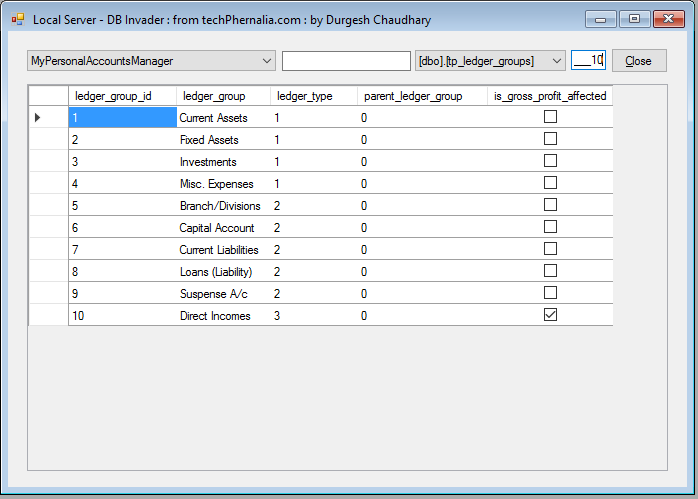 Local Server - DB Invader : from techPhernalia.com : by Durgesh Chaudhary
MyPersonalAccountsManager [dbo].[tp_ledger_groups] ___10 Close
ledger_group_id ledger_group ledger_type parent_ledger_group is_gross_profit_affected
1 Current Assets 1 0
2 Fixed Assets 1 0
3 Investments 1 0
4 Misc. Expenses 1 0
5 Branch/Divisions 2 0
6 Capital Account 2 0
7 Current Liabilities 2 0
8 Loans (Liability) 2 0
9 Suspense A/c 2 0
10 Direct Incomes 3 0